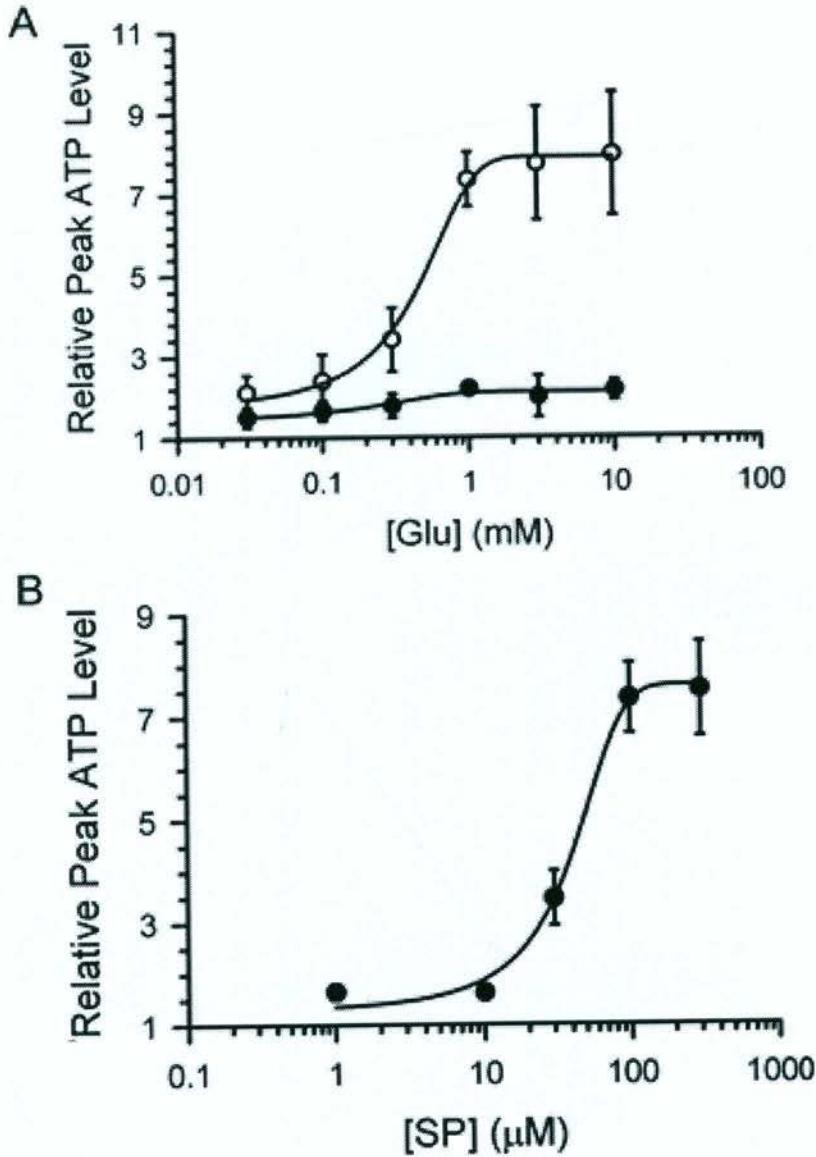 A
11
9
7
5
3
1
Relative Peak ATP Level
0.01 0.1 1 10 100
[Glu] (mM)
B
9
7
5
3
1
Relative Peak ATP Level
0.1 1 10 100 1000
[SP] (μM)